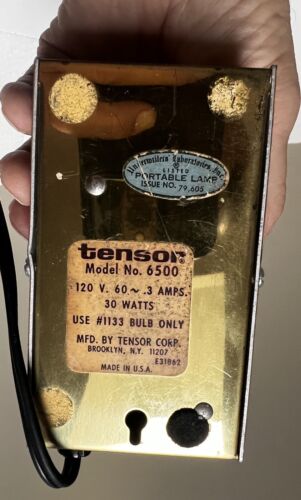 Underwriters' Laboratories, Inc.
LISTED
PORTABLE LAMP
ISSUE NO. 79,605
tensor
Model No. 6500
120 V. 60 ~ .3 AMPS.
30 WATTS
USE #1133 BULB ONLY
MFD. BY TENSOR CORP.
BROOKLYN, N.Y. 11207
E31862
MADE IN U.S.A.